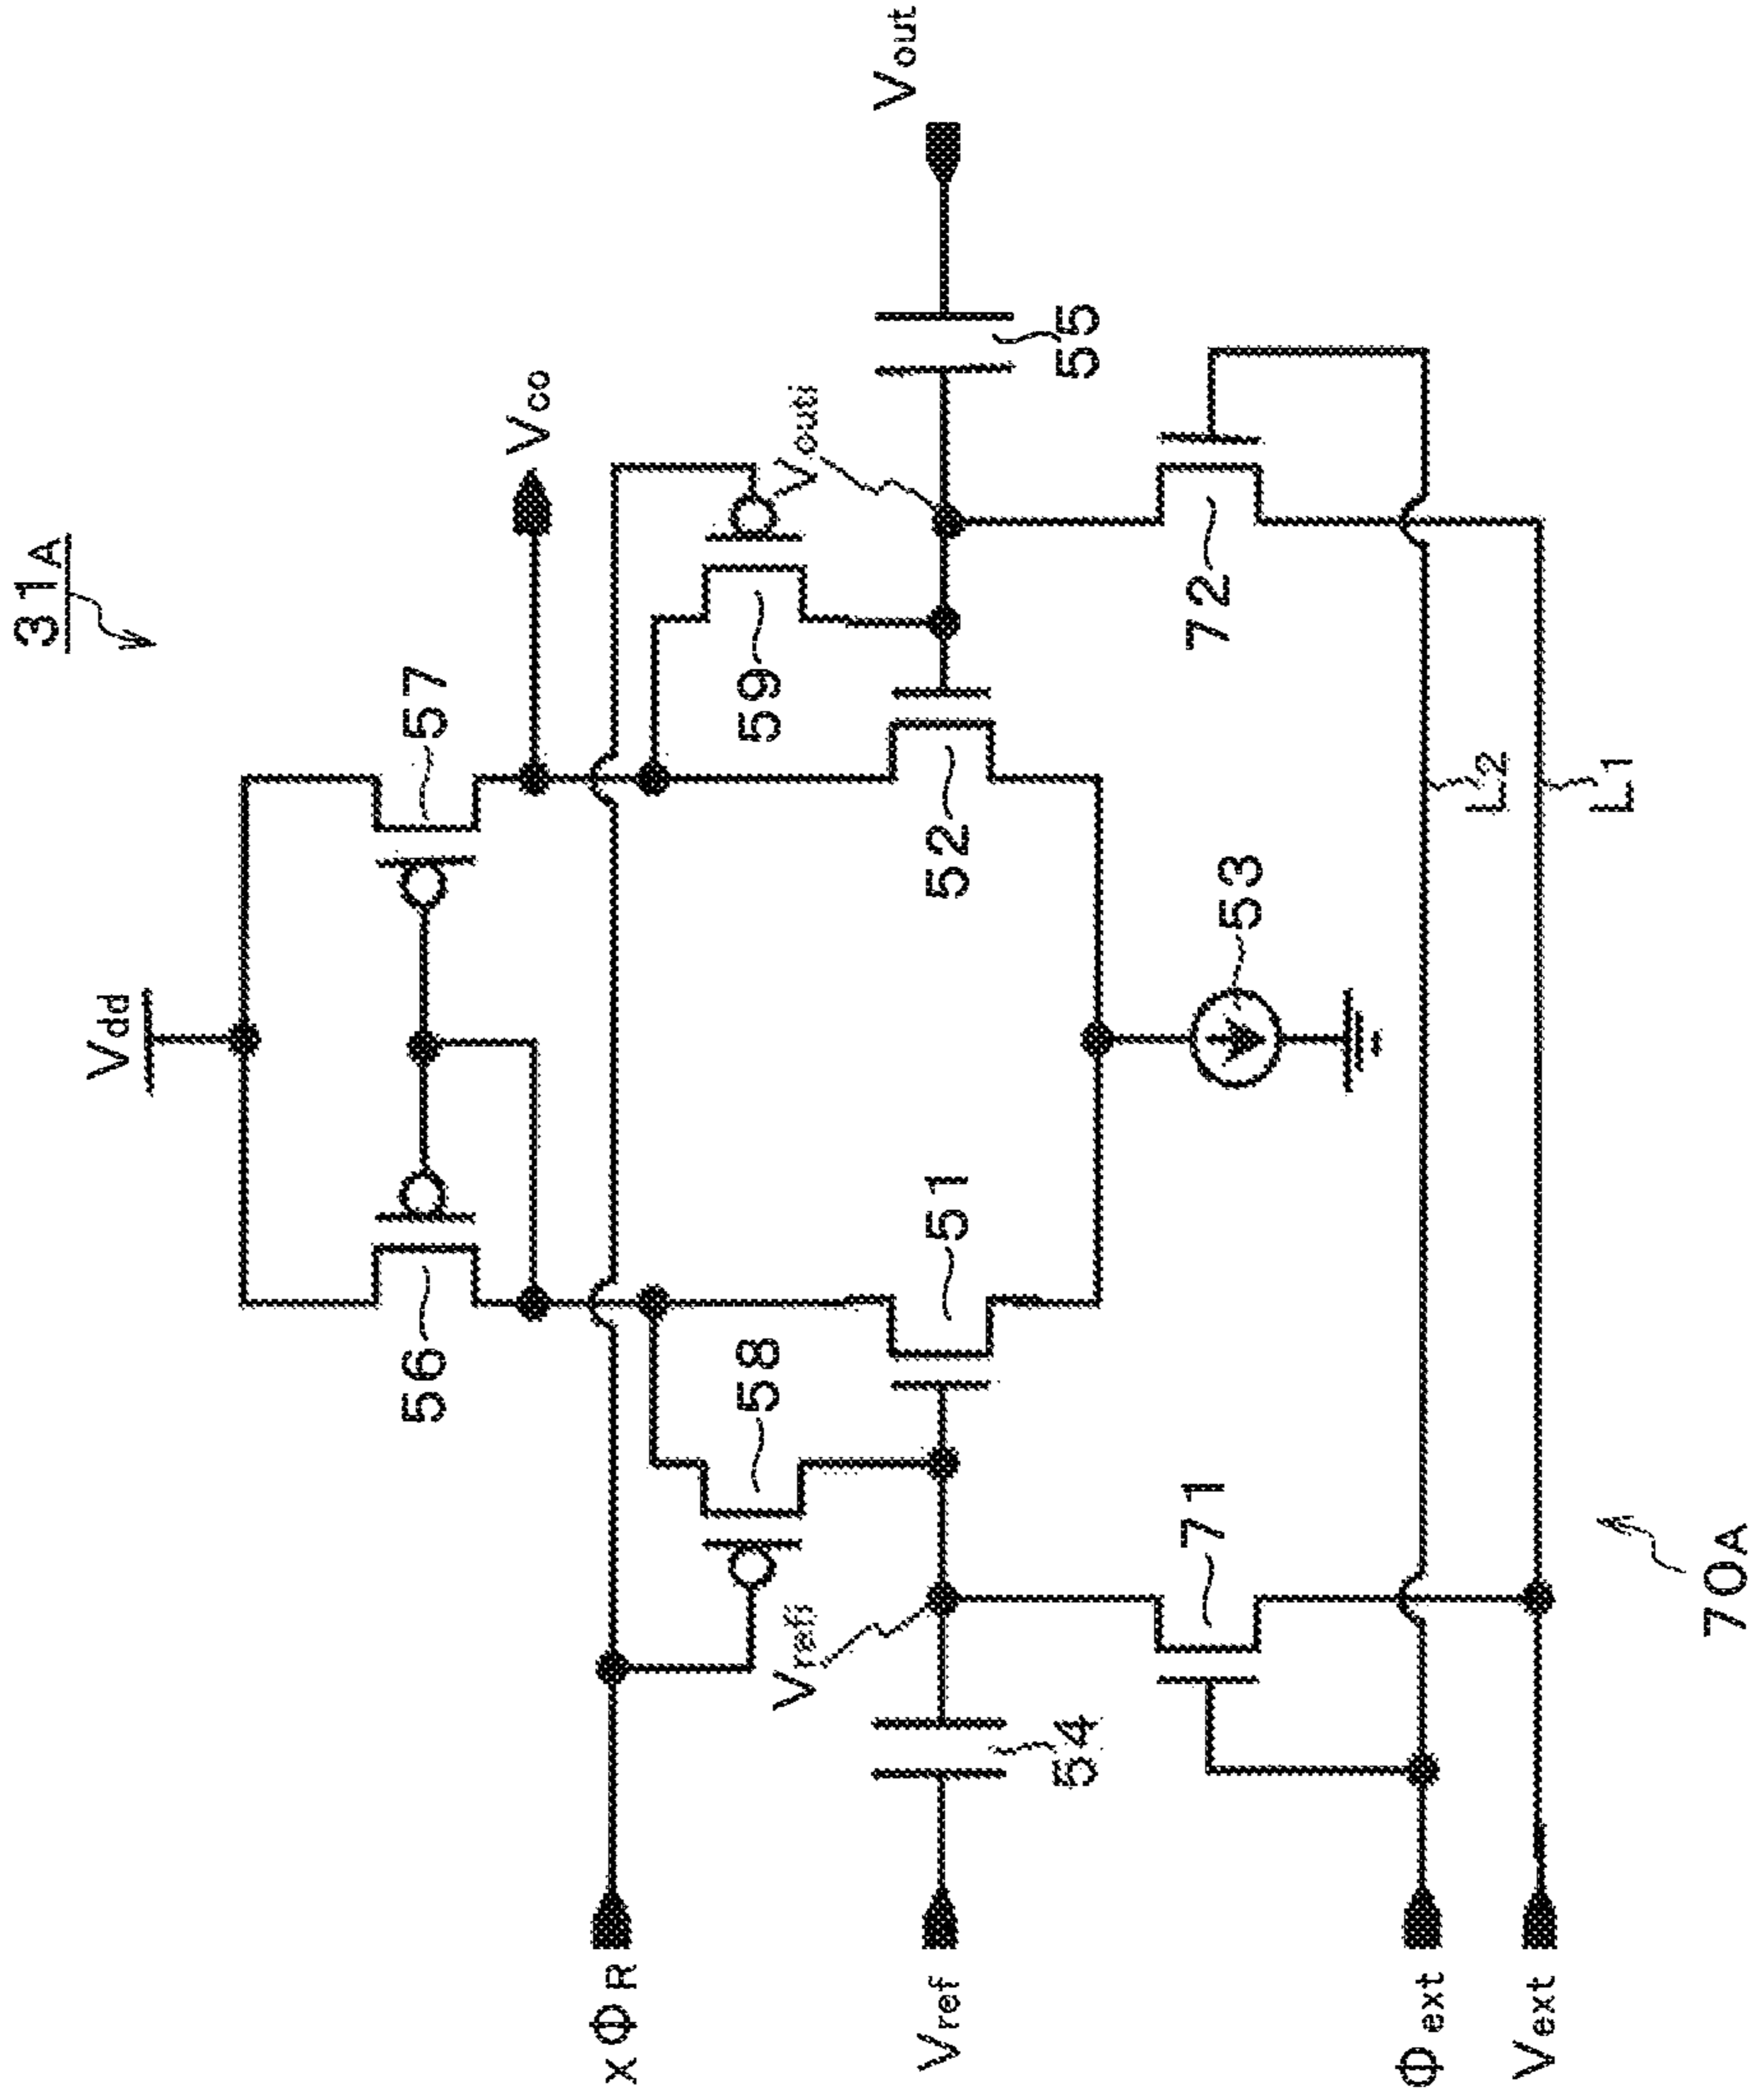 31A
Vdd
56
57
Vco
xΦR
58
59
Vrefi
Vouti
51
52
Vref
54
55
Vout
53
71
72
Φext
L2
Vext
L1
70A